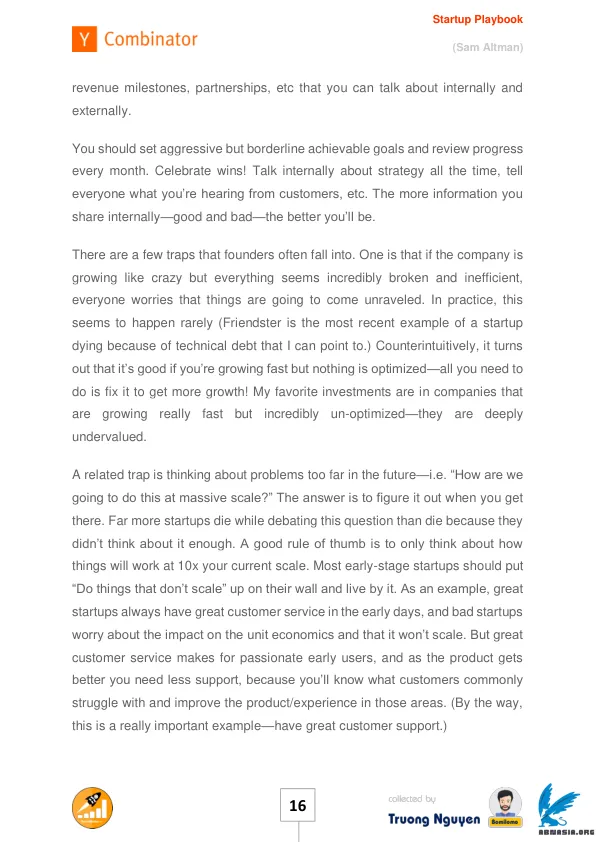 Startup Playbook
Y Combinator
(Sam Altman)
revenue milestones, partnerships, etc that you can talk about internally and
externally.
You should set aggressive but borderline achievable goals and review progress
every month. Celebrate wins! Talk internally about strategy all the time, tell
everyone what you’re hearing from customers, etc. The more information you
share internally—good and bad—the better you’ll be.
There are a few traps that founders often fall into. One is that if the company is
growing like crazy but everything seems incredibly broken and inefficient,
everyone worries that things are going to come unraveled. In practice, this
seems to happen rarely (Friendster is the most recent example of a startup
dying because of technical debt that I can point to.) Counterintuitively, it turns
out that it’s good if you’re growing fast but nothing is optimized—all you need to
do is fix it to get more growth! My favorite investments are in companies that
are growing really fast but incredibly un-optimized—they are deeply
undervalued.
A related trap is thinking about problems too far in the future—i.e. “How are we
going to do this at massive scale?” The answer is to figure it out when you get
there. Far more startups die while debating this question than die because they
didn’t think about it enough. A good rule of thumb is to only think about how
things will work at 10x your current scale. Most early-stage startups should put
“Do things that don’t scale” up on their wall and live by it. As an example, great
startups always have great customer service in the early days, and bad startups
worry about the impact on the unit economics and that it won’t scale. But great
customer service makes for passionate early users, and as the product gets
better you need less support, because you’ll know what customers commonly
struggle with and improve the product/experience in those areas. (By the way,
this is a really important example—have great customer support.)
16
collected by
Truong Nguyen
ABNASIA.ORG